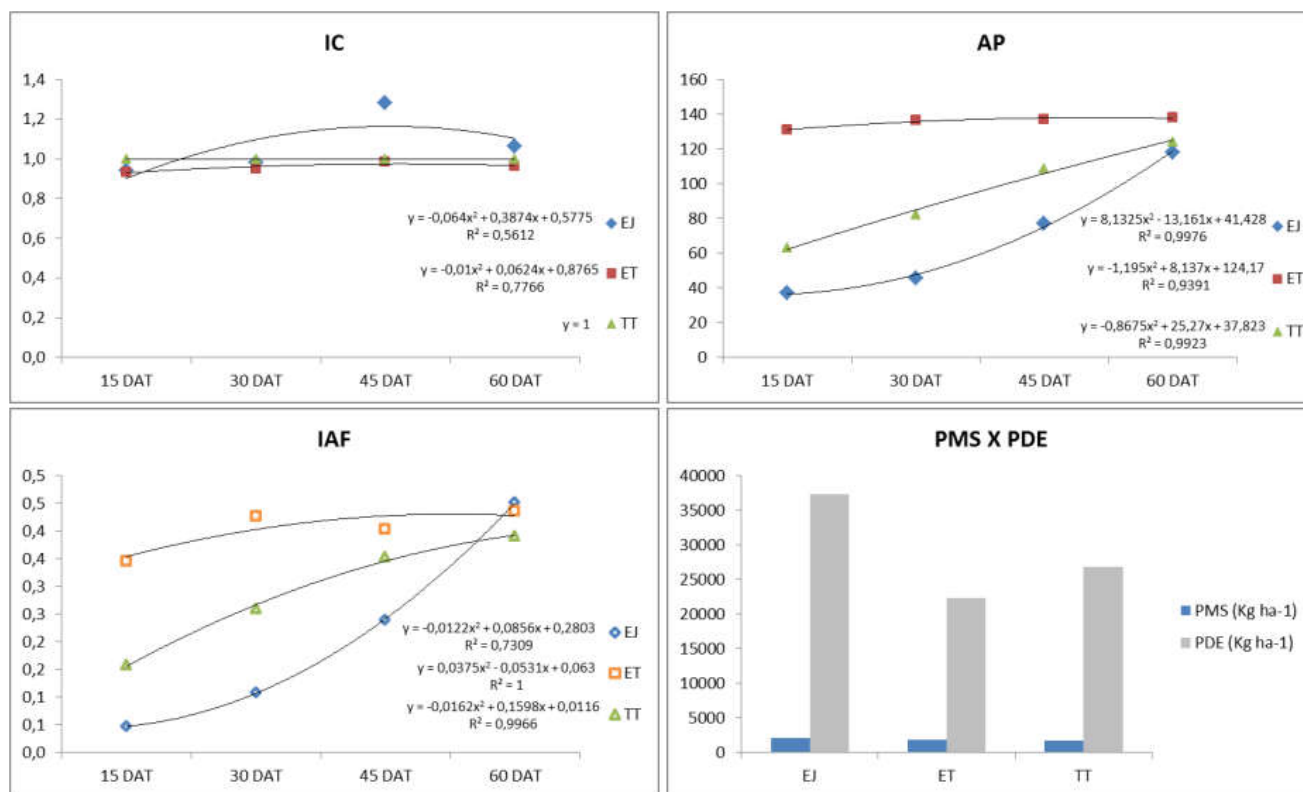 IC
1,4
1,2
1,0
0,8
0,6
0,4
0,2
0,0
15 DAT 30 DAT 45 DAT 60 DAT
y = -0,064x² + 0,3874x + 0,5775
R² = 0,5612
EJ
y = -0,01x² + 0,0624x + 0,8765
R² = 0,7766
ET
y = 1
TT
AP
160
140
120
100
80
60
40
20
0
15 DAT 30 DAT 45 DAT 60 DAT
y = 8,1325x² - 13,161x + 41,428
R² = 0,9976
EJ
y = -1,195x² + 8,137x + 124,17
R² = 0,9391
ET
y = -0,8675x² + 25,27x + 37,823
R² = 0,9923
TT
IAF
0,5
0,5
0,4
0,4
0,3
0,3
0,2
0,2
0,1
0,1
0,0
15 DAT 30 DAT 45 DAT 60 DAT
y = -0,0122x² + 0,0856x + 0,2803
R² = 0,7309
EJ
y = 0,0375x² - 0,0531x + 0,063
R² = 1
ET
y = -0,0162x² + 0,1598x + 0,0116
R² = 0,9966
TT
PMS X PDE
40000
35000
30000
25000
20000
15000
10000
5000
0
EJ ET TT
PMS (Kg ha-1)
PDE (Kg ha-1)